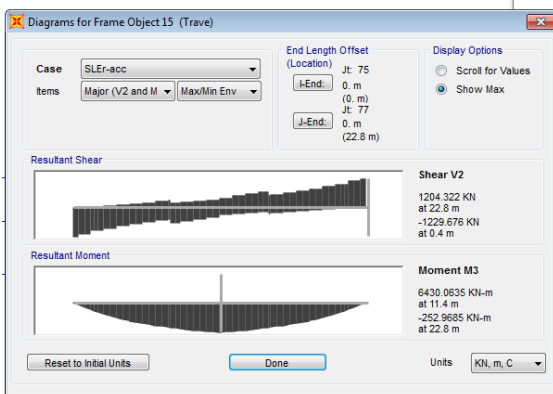 Diagrams for Frame Object 15 (Trave)
Case
SLEr-acc
Items
Major (V2 and M
Max/Min Env
End Length Offset
(Location)
Jt: 75
I-End:
0. m
(0. m)
Jt: 77
J-End:
0. m
(22.8 m)
Display Options
Scroll for Values
Show Max
Resultant Shear
Shear V2
1204.322 KN
at 22.8 m
-1229.676 KN
at 0.4 m
Resultant Moment
Moment M3
6430.0635 KN-m
at 11.4 m
-252.9685 KN-m
at 22.8 m
Reset to Initial Units
Done
Units
KN, m, C